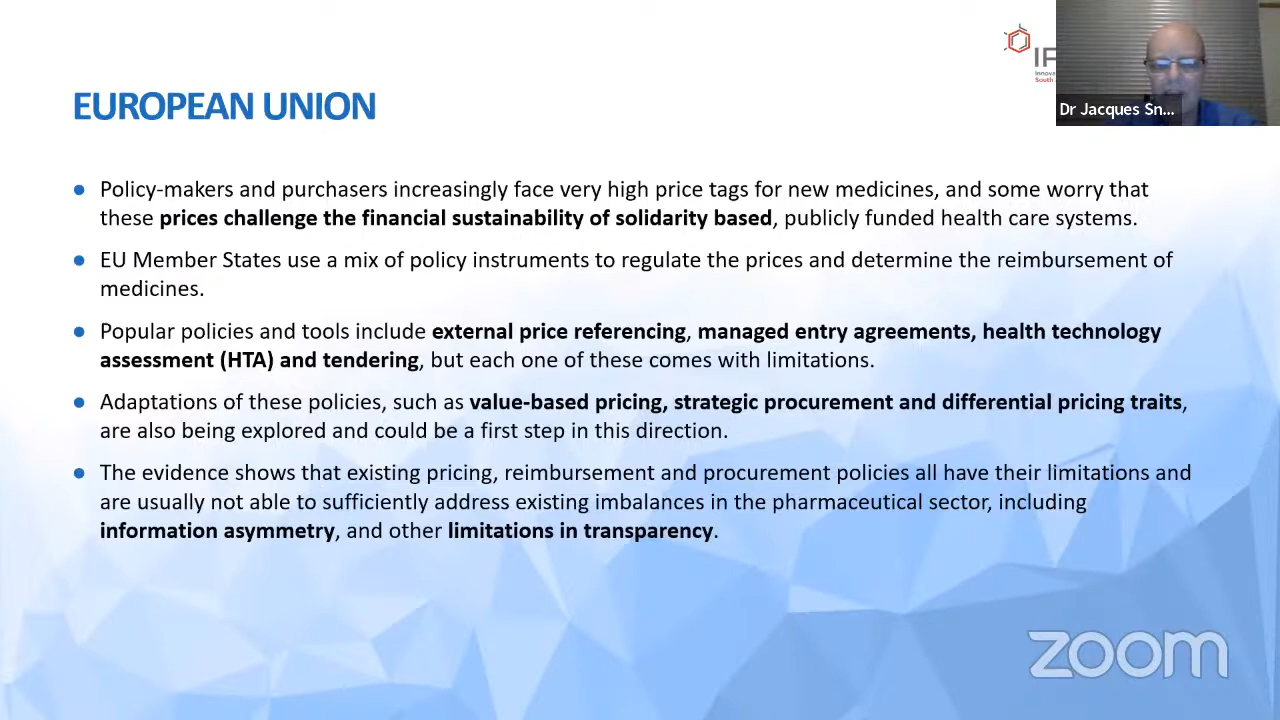 EUROPEAN UNION
Dr Jacques Sn...
● Policy-makers and purchasers increasingly face very high price tags for new medicines, and some worry that
these prices challenge the financial sustainability of solidarity based, publicly funded health care systems.
● EU Member States use a mix of policy instruments to regulate the prices and determine the reimbursement of
medicines.
● Popular policies and tools include external price referencing, managed entry agreements, health technology
assessment (HTA) and tendering, but each one of these comes with limitations.
● Adaptations of these policies, such as value-based pricing, strategic procurement and differential pricing traits,
are also being explored and could be a first step in this direction.
● The evidence shows that existing pricing, reimbursement and procurement policies all have their limitations and
are usually not able to sufficiently address existing imbalances in the pharmaceutical sector, including
information asymmetry, and other limitations in transparency.
zoom